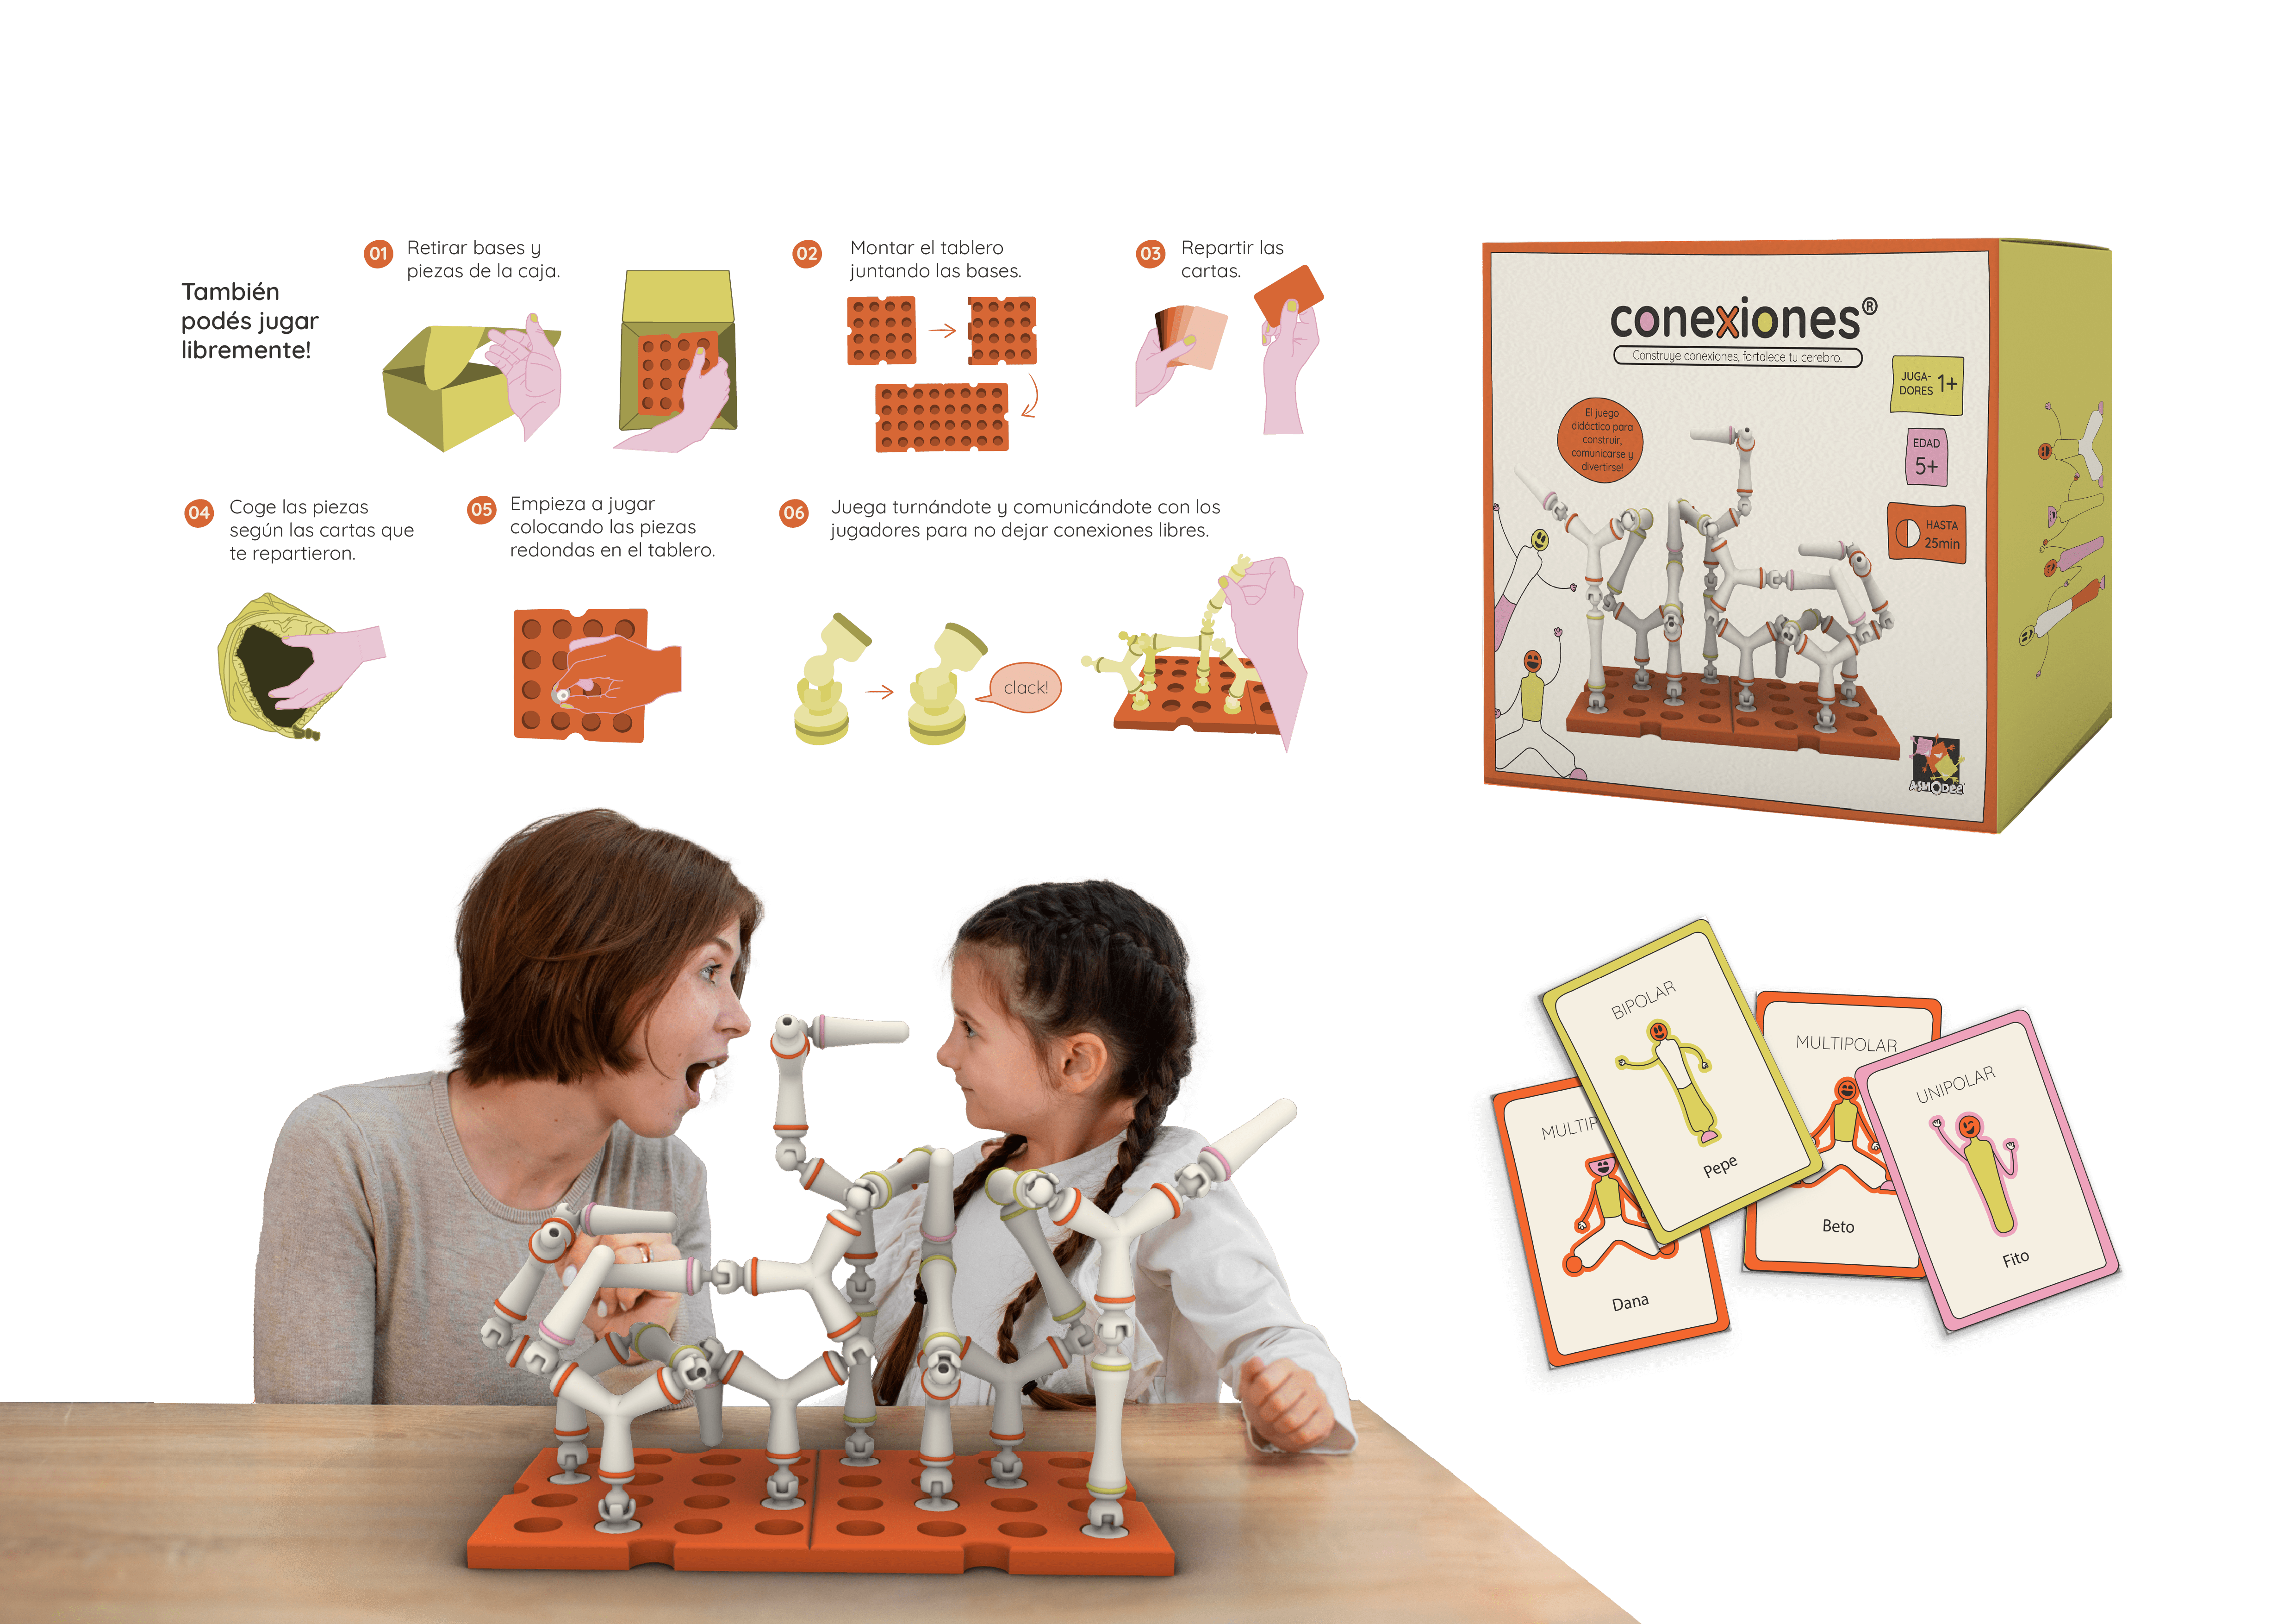 También
podés jugar
libremente!
01
Retirar bases y
piezas de la caja.
02
Montar el tablero
juntando las bases.
03
Repartir las
cartas.
04
Coge las piezas
según las cartas que
te repartieron.
05
Empieza a jugar
colocando las piezas
redondas en el tablero.
06
Juega turnándote y comunicándote con los
jugadores para no dejar conexiones libres.
clack!
conexiones®
Construye conexiones, fortalece tu cerebro.
JUGA-
DORES 1+
EDAD
5+
HASTA
25min
El juego
didáctico para
construir,
comunicarse y
divertirse!
ASMODEE
BIPOLAR
Pepe
MULTIPOLAR
Beto
UNIPOLAR
Fito
MULTIP
Dana